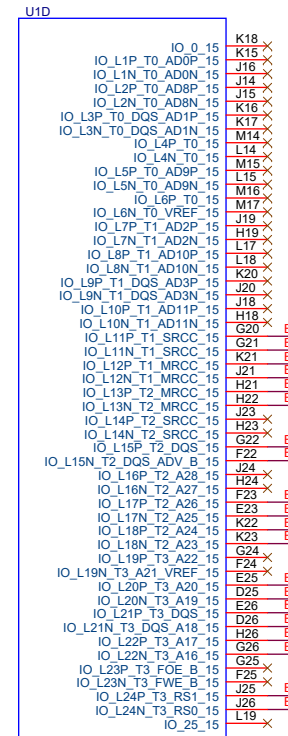 U1D
IO_0_15 K18
IO_L1P_T0_AD0P_15 K15
IO_L1N_T0_AD0N_15 J16
IO_L2P_T0_AD8P_15 J14
IO_L2N_T0_AD8N_15 J15
IO_L3P_T0_DQS_AD1P_15 K16
IO_L3N_T0_DQS_AD1N_15 K17
IO_L4P_T0_15 M14
IO_L4N_T0_15 L14
IO_L5P_T0_AD9P_15 M15
IO_L5N_T0_AD9N_15 L15
IO_L6P_T0_15 M16
IO_L6N_T0_VREF_15 M17
IO_L7P_T1_AD2P_15 J19
IO_L7N_T1_AD2N_15 H19
IO_L8P_T1_AD10P_15 L17
IO_L8N_T1_AD10N_15 L18
IO_L9P_T1_DQS_AD3P_15 K20
IO_L9N_T1_DQS_AD3N_15 J20
IO_L10P_T1_AD11P_15 J18
IO_L10N_T1_AD11N_15 H18
IO_L11P_T1_SRCC_15 G20
IO_L11N_T1_SRCC_15 G21
IO_L12P_T1_MRCC_15 K21
IO_L12N_T1_MRCC_15 J21
IO_L13P_T2_MRCC_15 H21
IO_L13N_T2_MRCC_15 H22
IO_L14P_T2_SRCC_15 J23
IO_L14N_T2_SRCC_15 H23
IO_L15P_T2_DQS_15 G22
IO_L15N_T2_DQS_ADV_B_15 F22
IO_L16P_T2_A28_15 J24
IO_L16N_T2_A27_15 H24
IO_L17P_T2_A26_15 F23
IO_L17N_T2_A25_15 E23
IO_L18P_T2_A24_15 K22
IO_L18N_T2_A23_15 K23
IO_L19P_T3_A22_15 G24
IO_L19N_T3_A21_VREF_15 F24
IO_L20P_T3_A20_15 E25
IO_L20N_T3_A19_15 D25
IO_L21P_T3_DQS_15 E26
IO_L21N_T3_DQS_A18_15 D26
IO_L22P_T3_A17_15 H26
IO_L22N_T3_A16_15 G26
IO_L23P_T3_FOE_B_15 G25
IO_L23N_T3_FWE_B_15 F25
IO_L24P_T3_RS1_15 J25
IO_L24N_T3_RS0_15 J26
IO_25_15 L19